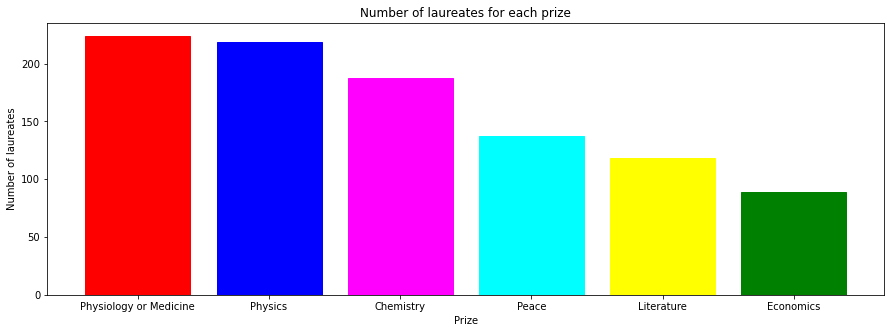 Number of laureates for each prize
Number of laureates
200
150
100
50
0
Physiology or Medicine
Physics
Chemistry
Peace
Literature
Economics
Prize